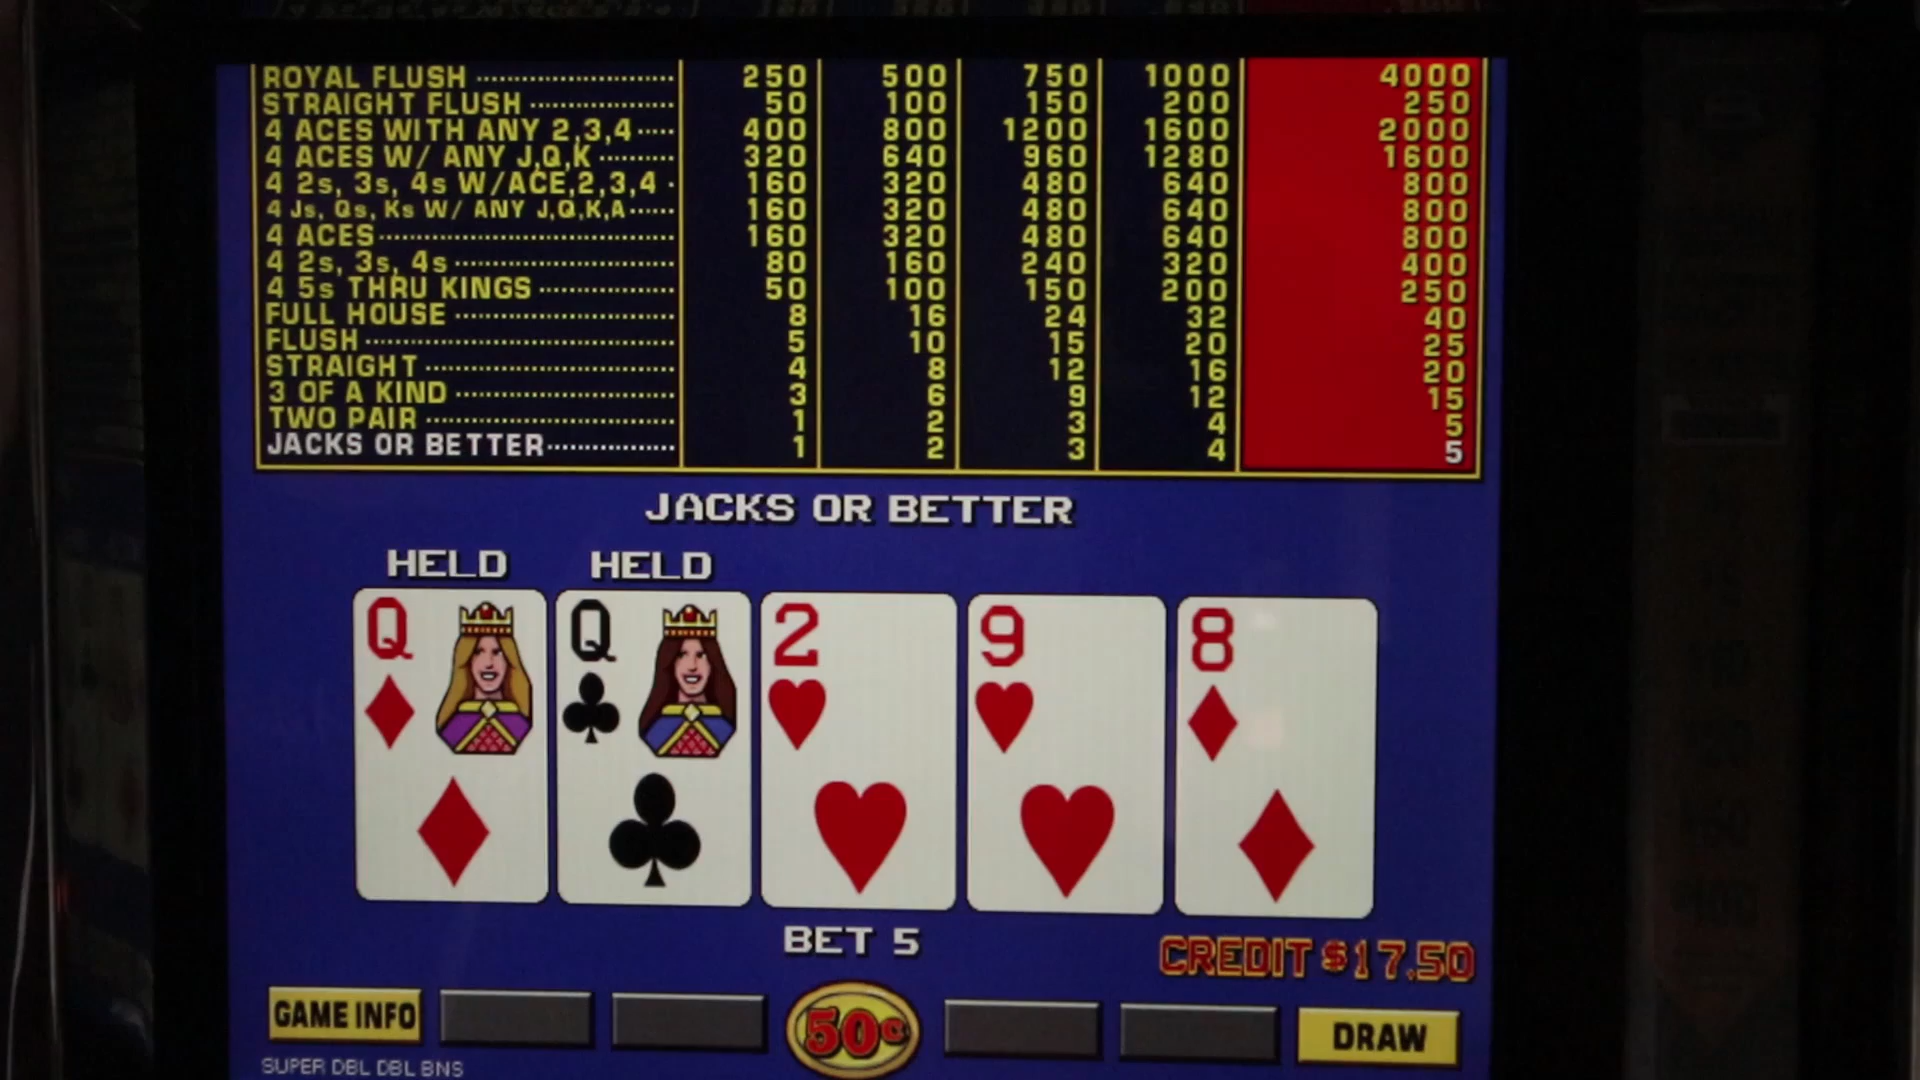 ROYAL FLUSH 250 500 750 1000 4000
STRAIGHT FLUSH 50 100 150 200 250
4 ACES WITH ANY 2,3,4 400 800 1200 1600 2000
4 ACES W/ ANY J,Q,K 320 640 960 1280 1600
4 2s, 3s, 4s W/ACE,2,3,4 160 320 480 640 800
4 Js, Qs, Ks W/ ANY J,Q,K,A 160 320 480 640 800
4 ACES 160 320 480 640 800
4 2s, 3s, 4s 80 160 240 320 400
4 5s THRU KINGS 50 100 150 200 250
FULL HOUSE 8 16 24 32 40
FLUSH 5 10 15 20 25
STRAIGHT 4 8 12 16 20
3 OF A KIND 3 6 9 12 15
TWO PAIR 1 2 3 4 5
JACKS OR BETTER 1 2 3 4 5
JACKS OR BETTER
HELD HELD
Q Q 2 9 8
BET 5
CREDIT $17.50
GAME INFO 50¢ DRAW
SUPER DBL DBL BNS